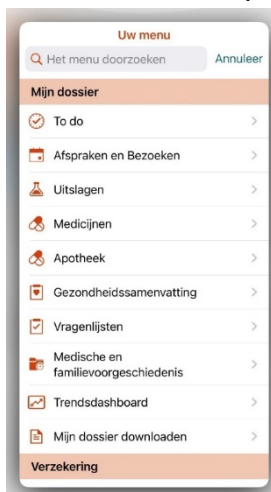 Uw menu
Het menu doorzoeken
Annuleer
Mijn dossier
To do
Afspraken en Bezoeken
Uitslagen
Medicijnen
Apotheek
Gezondheidssamenvatting
Vragenlijsten
Medische en
familievoorgeschiedenis
Trendsdashboard
Mijn dossier downloaden
Verzekering